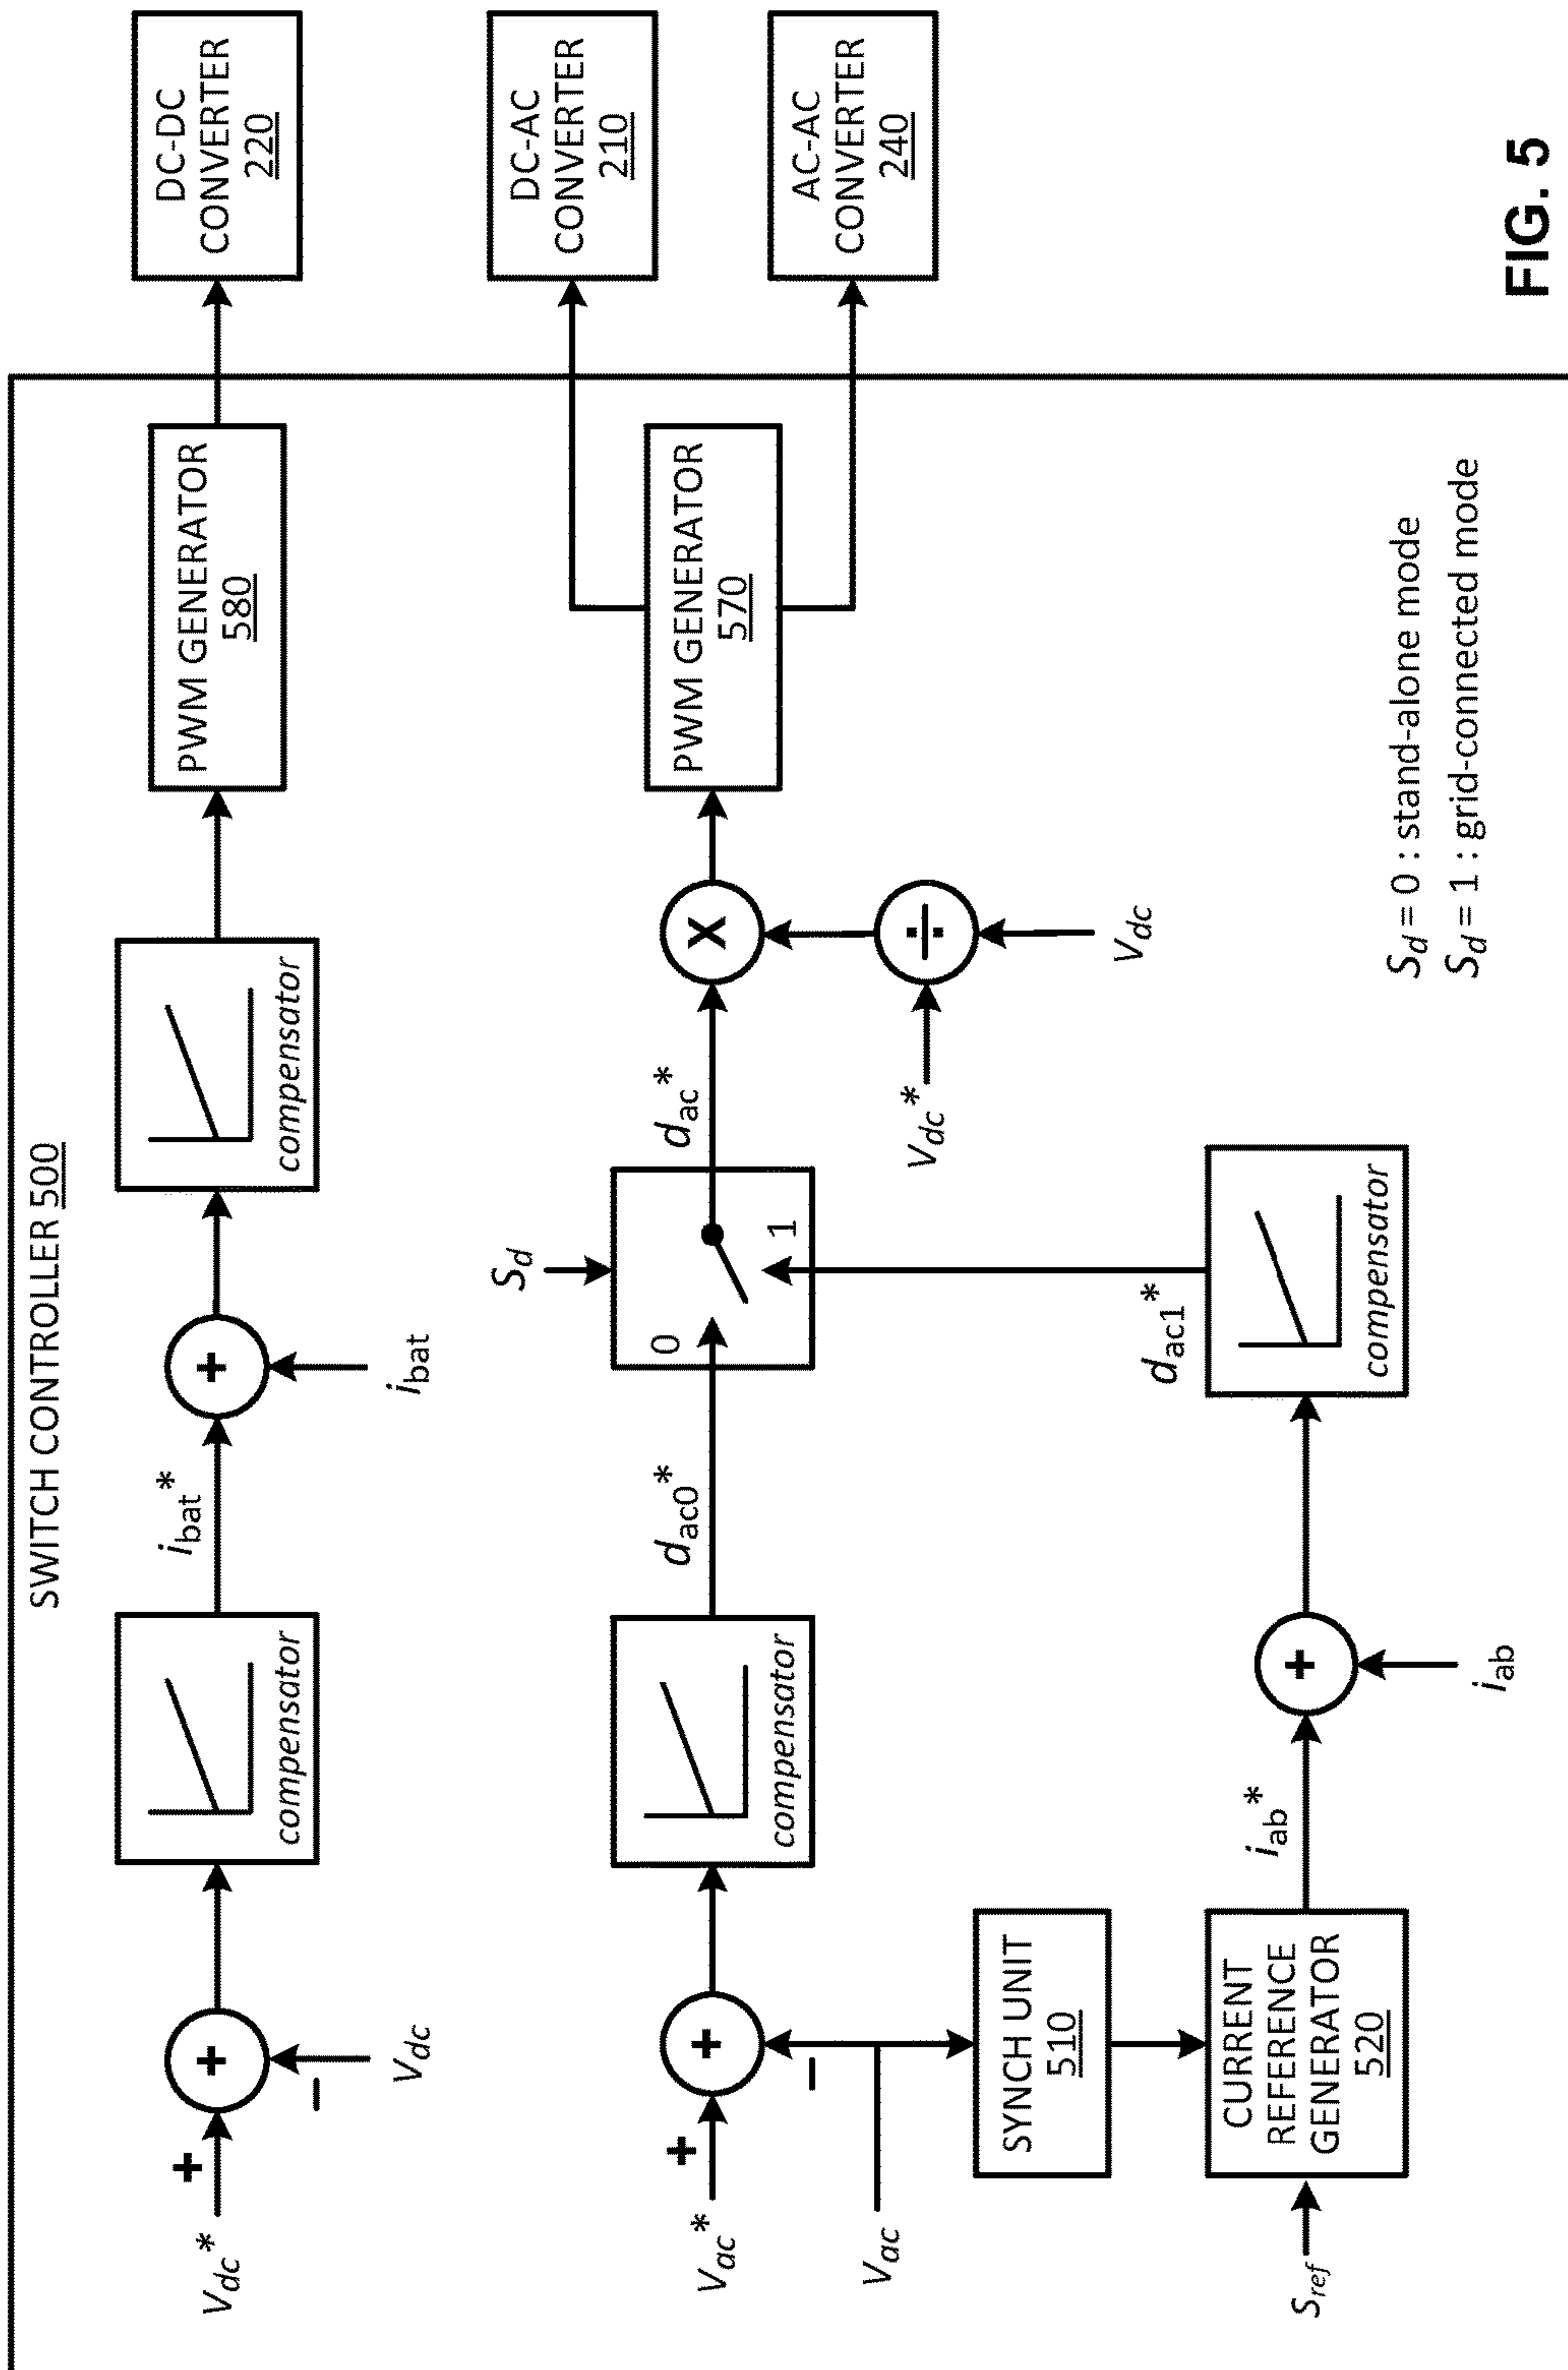 SWITCH CONTROLLER 500
V_dc*
+
+
−
V_dc
compensator
i_bat*
+
i_bat
compensator
PWM GENERATOR
580
DC-DC
CONVERTER
220
V_ac*
+
+
−
V_ac
compensator
d_ac0*
S_d
0
1
d_ac*
X
÷
V_dc*
V_dc
PWM GENERATOR
570
DC-AC
CONVERTER
210
AC-AC
CONVERTER
240
SYNCH UNIT
510
S_ref
CURRENT
REFERENCE
GENERATOR
520
i_ab*
+
i_ab
compensator
d_ac1*
S_d = 0 : stand-alone mode
S_d = 1 : grid-connected mode
FIG. 5